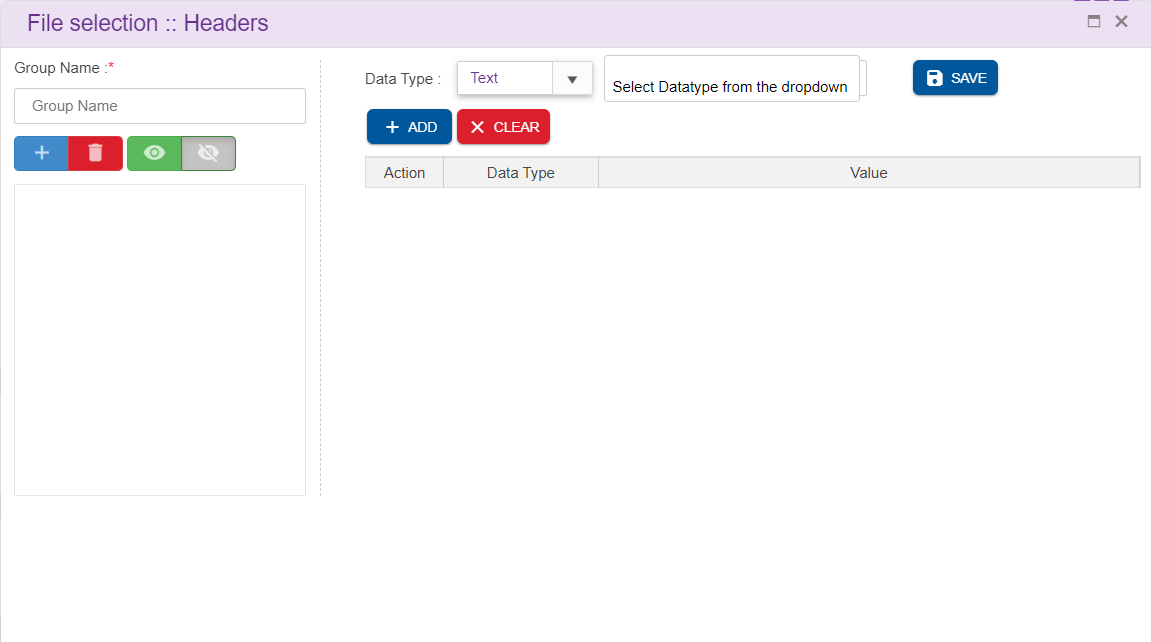 File selection :: Headers
Group Name :*
Group Name
Data Type :
Text
Select Datatype from the dropdown
SAVE
ADD
CLEAR
Action
Data Type
Value